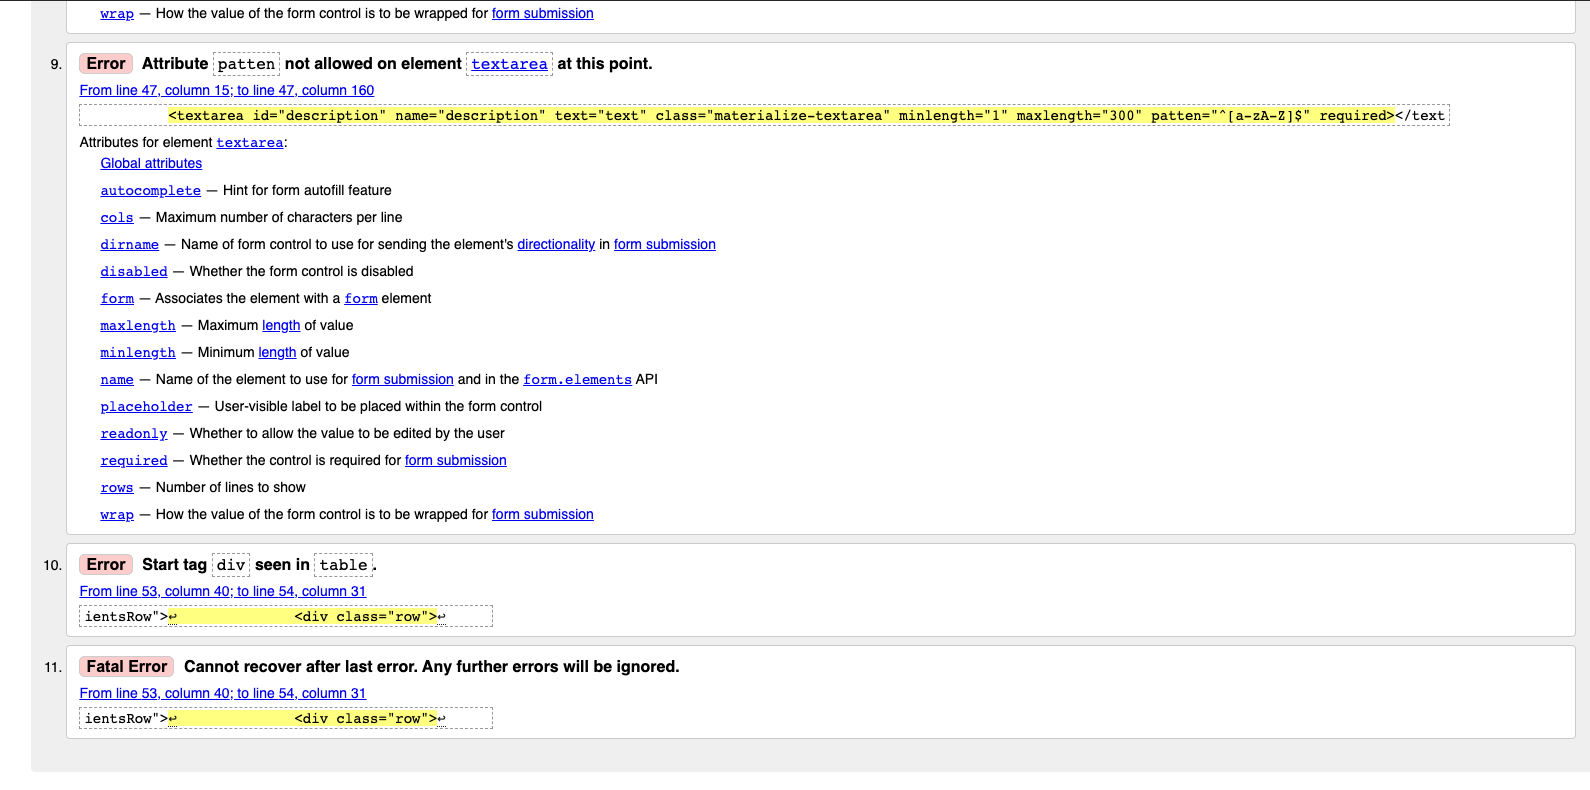 wrap — How the value of the form control is to be wrapped for form submission
9. Error Attribute patten not allowed on element textarea at this point.
From line 47, column 15; to line 47, column 160
<textarea id="description" name="description" text="text" class="materialize-textarea" minlength="1" maxlength="300" patten="^[a-zA-Z]$" required></text
Attributes for element textarea:
Global attributes
autocomplete — Hint for form autofill feature
cols — Maximum number of characters per line
dirname — Name of form control to use for sending the element's directionality in form submission
disabled — Whether the form control is disabled
form — Associates the element with a form element
maxlength — Maximum length of value
minlength — Minimum length of value
name — Name of the element to use for form submission and in the form.elements API
placeholder — User-visible label to be placed within the form control
readonly — Whether to allow the value to be edited by the user
required — Whether the control is required for form submission
rows — Number of lines to show
wrap — How the value of the form control is to be wrapped for form submission
10. Error Start tag div seen in table.
From line 53, column 40; to line 54, column 31
ientsRow">↩ <div class="row">↩
11. Fatal Error Cannot recover after last error. Any further errors will be ignored.
From line 53, column 40; to line 54, column 31
ientsRow">↩ <div class="row">↩